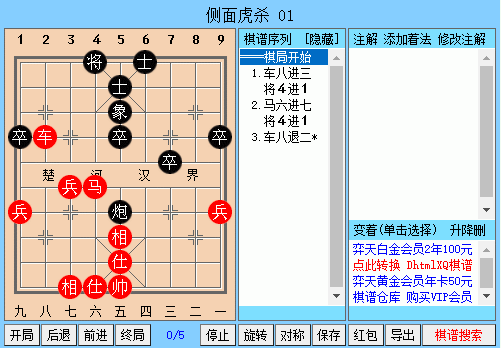 侧面虎杀 01
1 2 3 4 5 6 7 8 9
将 士
士
象
卒 车 卒 卒
卒
楚 河 汉 界
兵 马
兵 炮 兵
相
仕
相 仕 帅
九 八 七 六 五 四 三 二 一
棋谱序列 [隐藏]
====棋局开始
1.车八进三
将4进1
2.马六进七
将4进1
3.车八退二*
注解 添加着法 修改注解
变着(单击选择) 升降删
弈天白金会员2年100元
点此转换 DhtmlXQ棋谱
弈天黄金会员年卡50元
棋谱仓库 购买VIP会员
开局 后退 前进 终局 0/5 停止 旋转 对称 保存 红包 导出 棋谱搜索